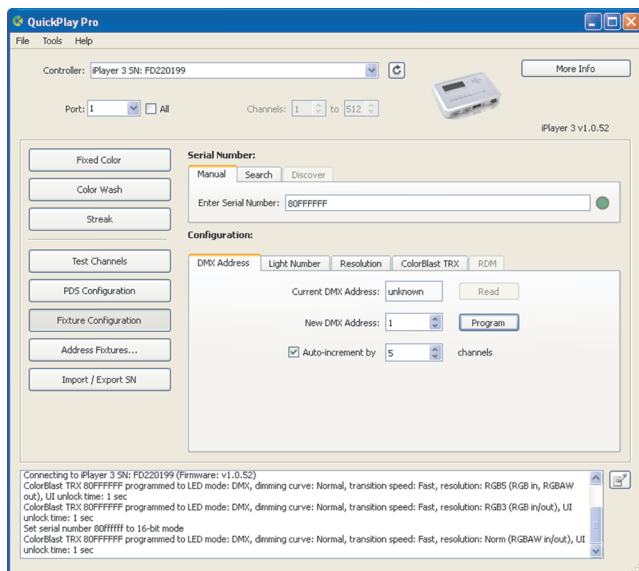 QuickPlay Pro
File Tools Help
Controller: iPlayer 3 SN: FD220199
More Info
Port: 1 All Channels: 1 to 512
iPlayer 3 v1.0.52
Fixed Color
Color Wash
Streak
Test Channels
PDS Configuration
Fixture Configuration
Address Fixtures...
Import / Export SN
Serial Number:
Manual Search Discover
Enter Serial Number: 80FFFFFF
Configuration:
DMX Address Light Number Resolution ColorBlast TRX RDM
Current DMX Address: unknown Read
New DMX Address: 1 Program
Auto-increment by 5 channels
Connecting to iPlayer 3 SN: FD220199 (Firmware: v1.0.52)
ColorBlast TRX 80FFFFFF programmed to LED mode: DMX, dimming curve: Normal, transition speed: Fast, resolution: RGB5 (RGB in, RGBAW
out), UI unlock time: 1 sec
ColorBlast TRX 80FFFFFF programmed to LED mode: DMX, dimming curve: Normal, transition speed: Fast, resolution: RGB3 (RGB in/out), UI
unlock time: 1 sec
Set serial number 80ffffff to 16-bit mode
ColorBlast TRX 80FFFFFF programmed to LED mode: DMX, dimming curve: Normal, transition speed: Fast, resolution: Norm (RGBAW in/out), UI
unlock time: 1 sec